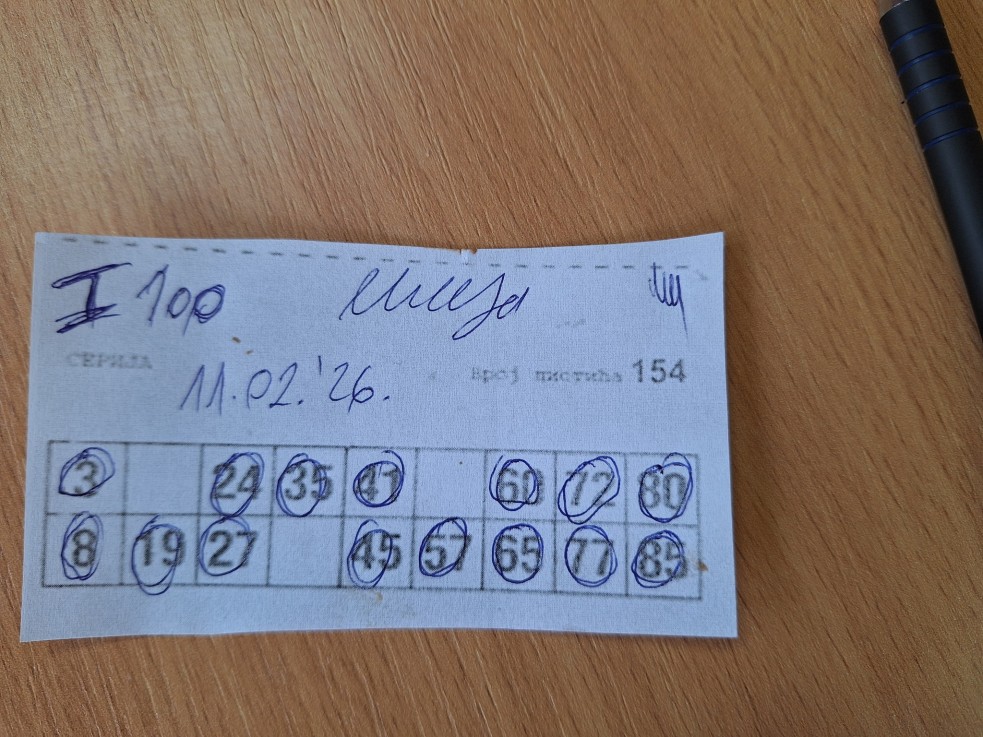 I 100
СЕРИЈА
11.02.'26.
Број листића 154
3 24 35 41 60 72 80
8 19 27 45 57 65 77 85